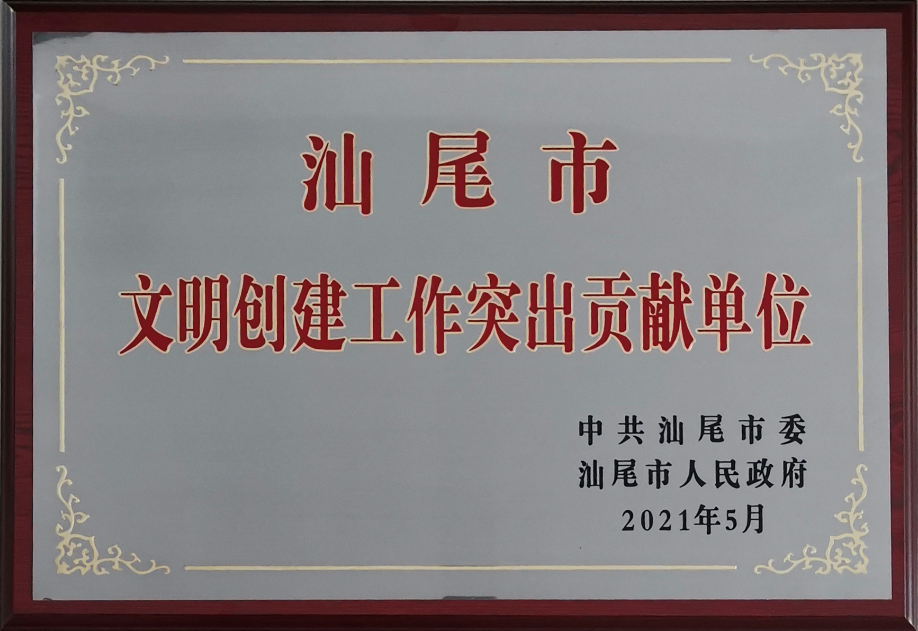 汕尾市
文明创建工作突出贡献单位
中共汕尾市委
汕尾市人民政府
2021年5月